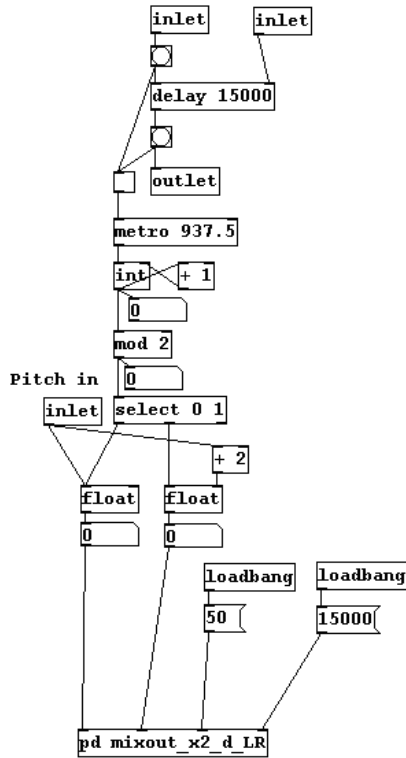 inlet
inlet
delay 15000
outlet
metro 937.5
int
+ 1
0
mod 2
0
Pitch in
inlet
select 0 1
+ 2
float
float
0
0
loadbang
loadbang
50
15000
pd mixout_x2_d_LR